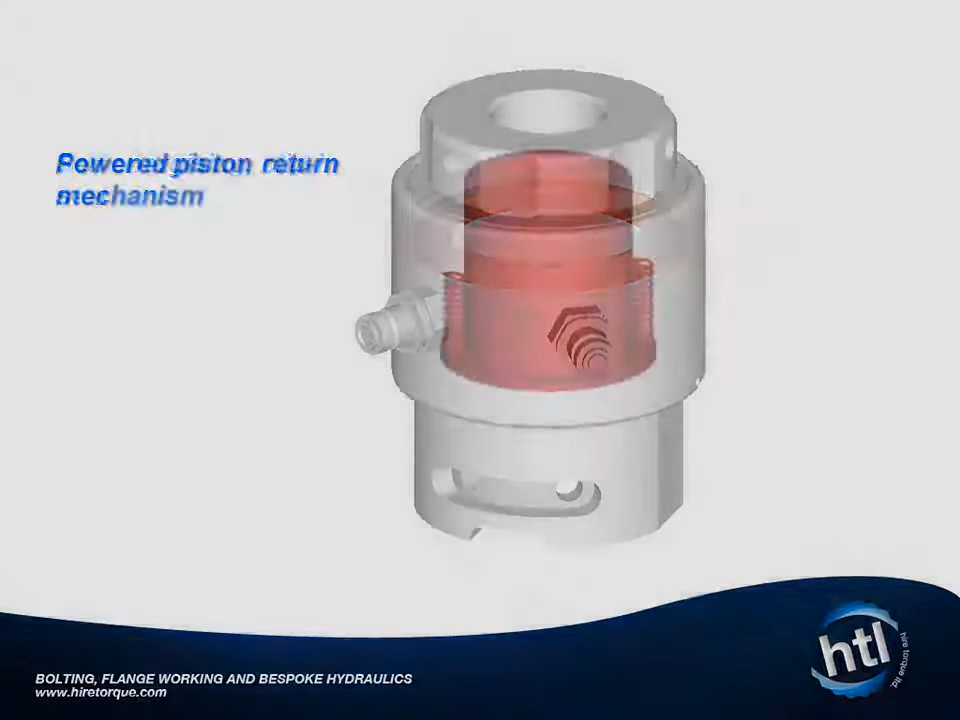 Powered piston return
mechanism
htl
hire torque ltd.
BOLTING, FLANGE WORKING AND BESPOKE HYDRAULICS
www.hiretorque.com